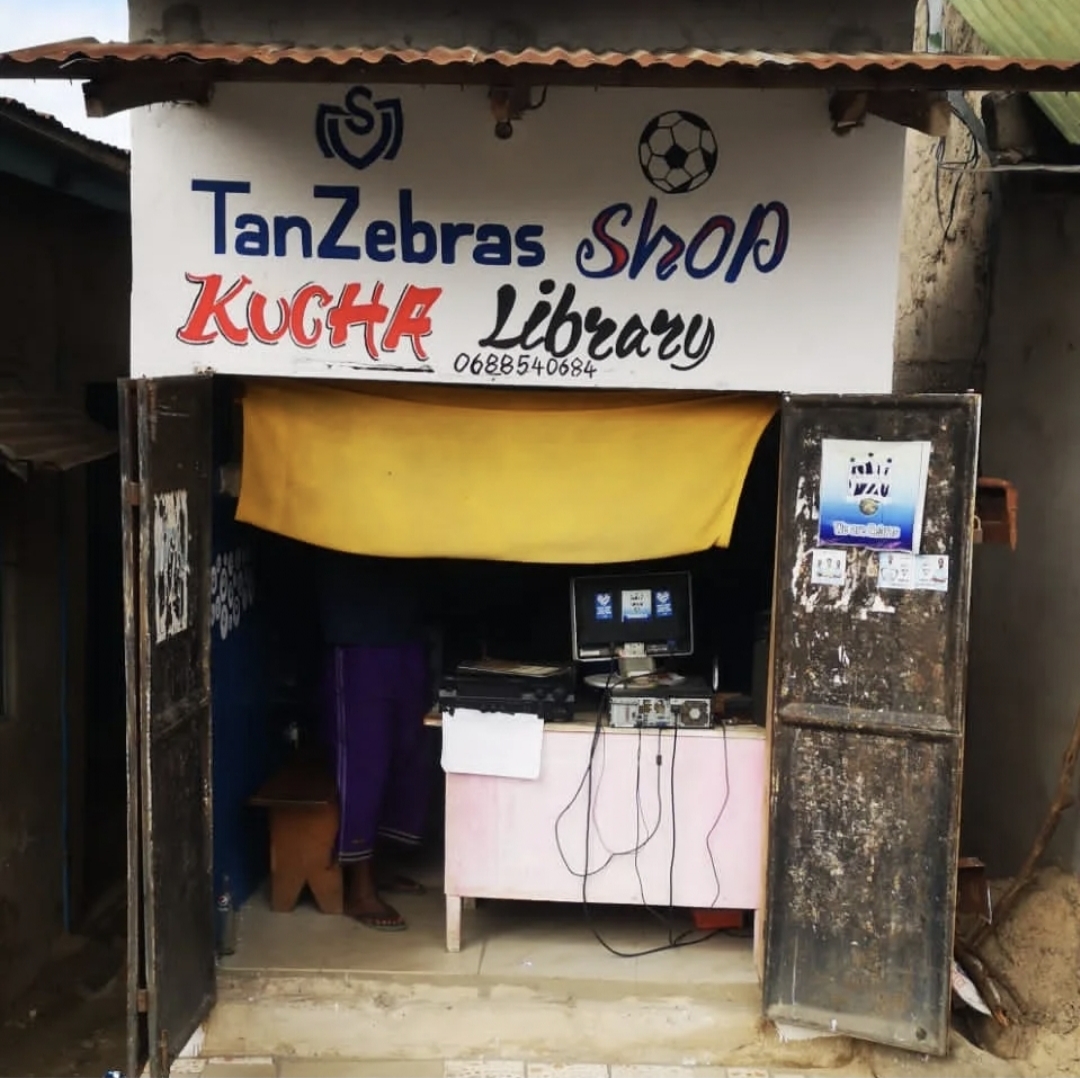 S
TanZebras Shop
KUCHA Library
0688540684